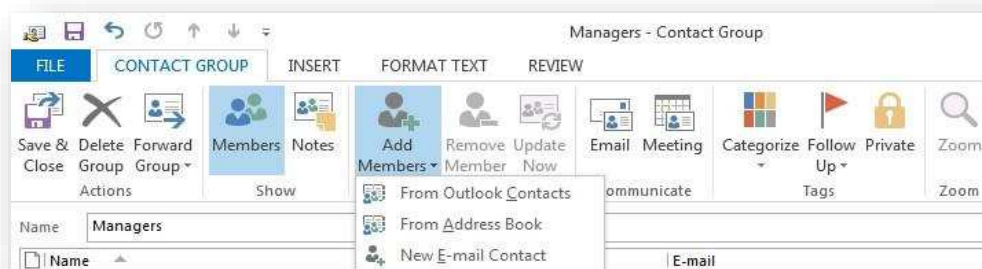 Managers - Contact Group
FILE CONTACT GROUP INSERT FORMAT TEXT REVIEW
Save & Delete Forward Members Notes Add Remove Update Email Meeting Categorize Follow Private Zoom
Close Group Group Members Member Now Up
Actions Show ommunicate Tags Zoom
From Outlook Contacts
Name Managers
From Address Book
New E-mail Contact
Name E-mail